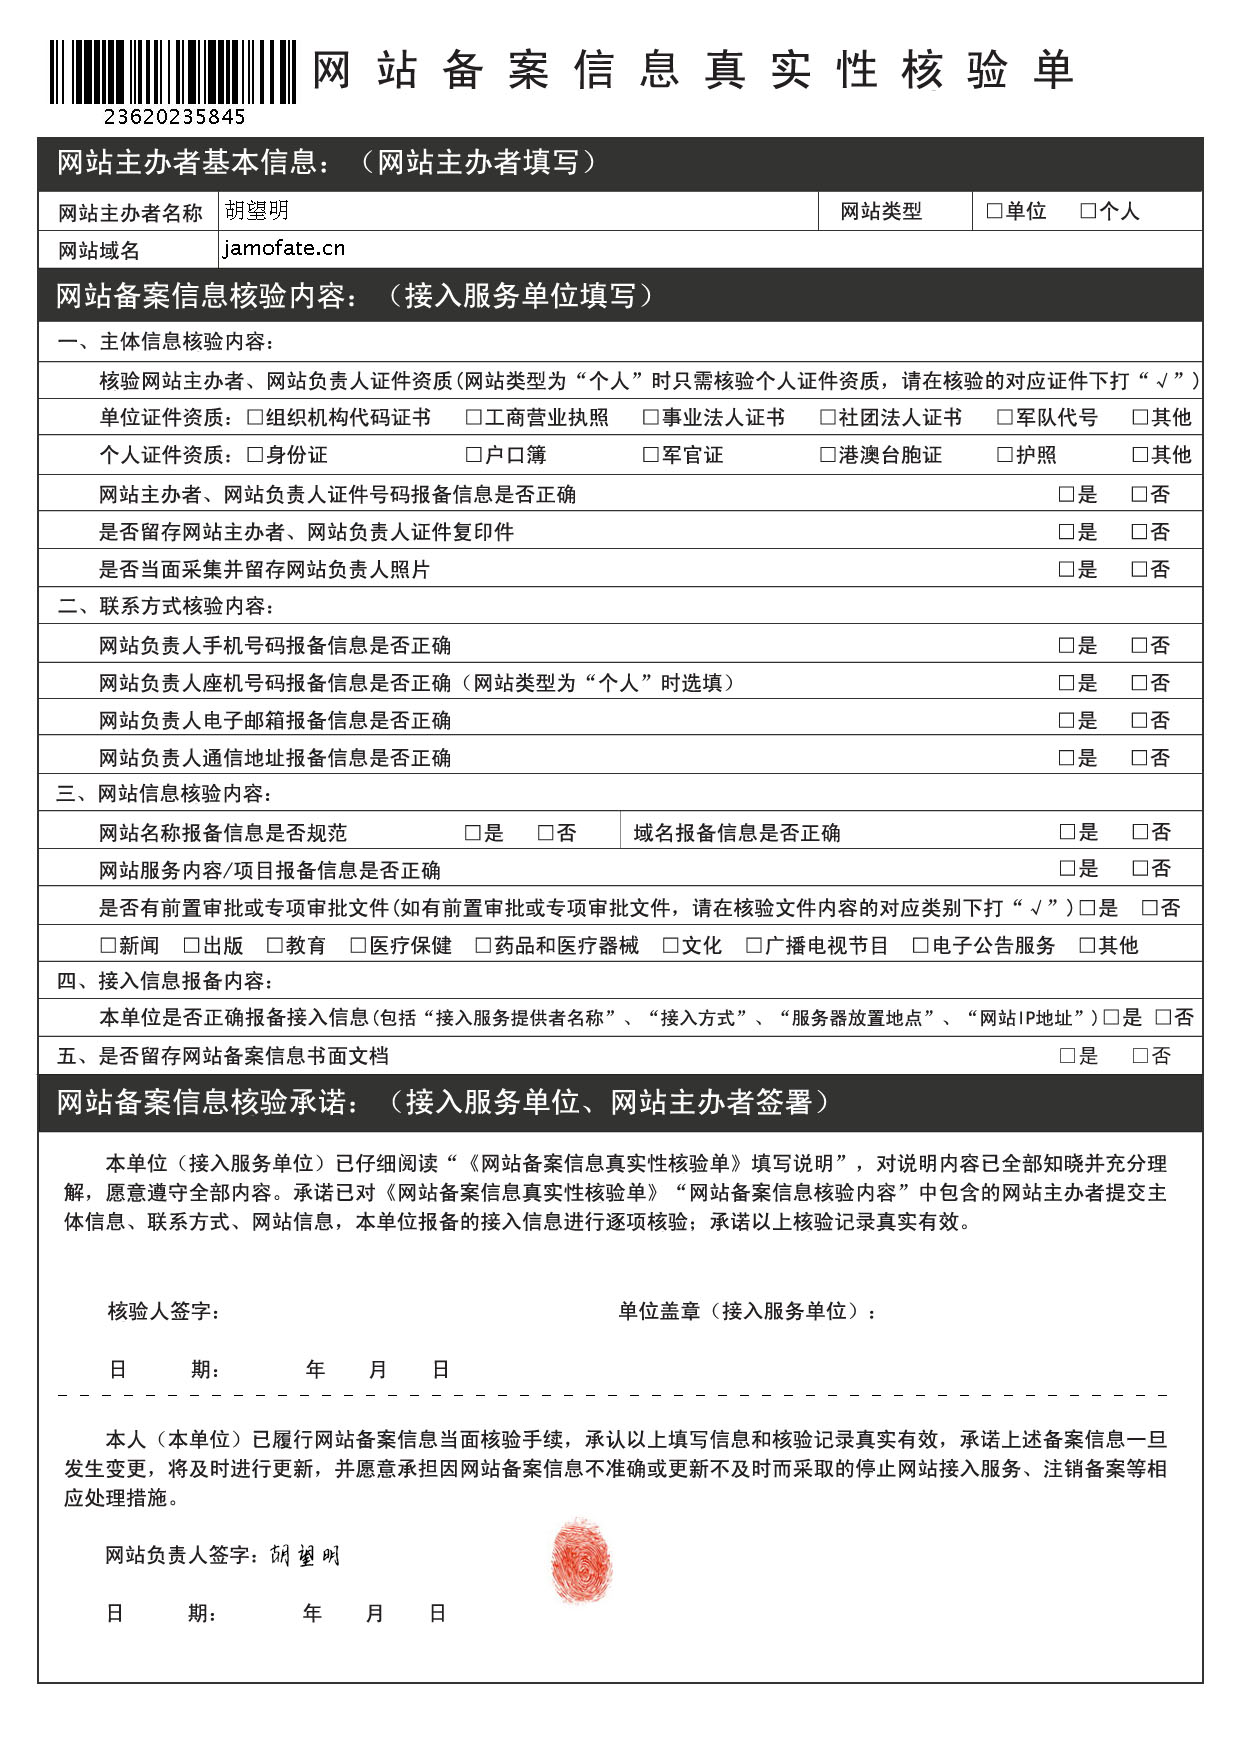 网站备案信息真实性核验单
23620235845
网站主办者基本信息：（网站主办者填写）
网站主办者名称 胡望明 网站类型 □单位 □个人
网站域名 jamofate.cn
网站备案信息核验内容：（接入服务单位填写）
一、主体信息核验内容：
核验网站主办者、网站负责人证件资质(网站类型为“个人”时只需核验个人证件资质，请在核验的对应证件下打“√”)
单位证件资质：□组织机构代码证书 □工商营业执照 □事业法人证书 □社团法人证书 □军队代号 □其他
个人证件资质：□身份证 □户口簿 □军官证 □港澳台胞证 □护照 □其他
网站主办者、网站负责人证件号码报备信息是否正确 □是 □否
是否留存网站主办者、网站负责人证件复印件 □是 □否
是否当面采集并留存网站负责人照片 □是 □否
二、联系方式核验内容：
网站负责人手机号码报备信息是否正确 □是 □否
网站负责人座机号码报备信息是否正确（网站类型为“个人”时选填） □是 □否
网站负责人电子邮箱报备信息是否正确 □是 □否
网站负责人通信地址报备信息是否正确 □是 □否
三、网站信息核验内容：
网站名称报备信息是否规范 □是 □否 域名报备信息是否正确 □是 □否
网站服务内容/项目报备信息是否正确 □是 □否
是否有前置审批或专项审批文件(如有前置审批或专项审批文件，请在核验文件内容的对应类别下打“√”)□是 □否
□新闻 □出版 □教育 □医疗保健 □药品和医疗器械 □文化 □广播电视节目 □电子公告服务 □其他
四、接入信息报备内容：
本单位是否正确报备接入信息(包括“接入服务提供者名称”、“接入方式”、“服务器放置地点”、“网站IP地址”)□是 □否
五、是否留存网站备案信息书面文档 □是 □否
网站备案信息核验承诺：（接入服务单位、网站主办者签署）
本单位（接入服务单位）已仔细阅读“《网站备案信息真实性核验单》填写说明”，对说明内容已全部知晓并充分理
解，愿意遵守全部内容。承诺已对《网站备案信息真实性核验单》“网站备案信息核验内容”中包含的网站主办者提交主
体信息、联系方式、网站信息，本单位报备的接入信息进行逐项核验；承诺以上核验记录真实有效。
核验人签字： 单位盖章（接入服务单位）：
日 期： 年 月 日
本人（本单位）已履行网站备案信息当面核验手续，承认以上填写信息和核验记录真实有效，承诺上述备案信息一旦
发生变更，将及时进行更新，并愿意承担因网站备案信息不准确或更新不及时而采取的停止网站接入服务、注销备案等相
应处理措施。
网站负责人签字：胡望明
日 期： 年 月 日